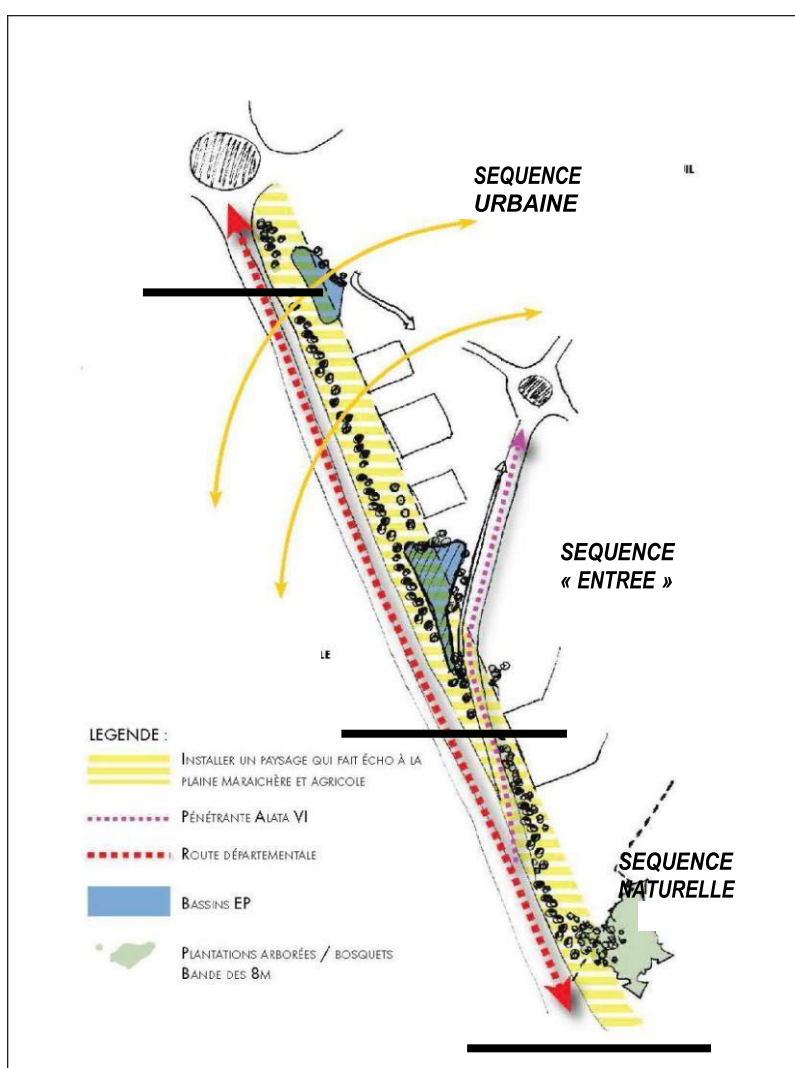 SEQUENCE
URBAINE
SEQUENCE
« ENTREE »
LE
LEGENDE :
INSTALLER UN PAYSAGE QUI FAIT ÉCHO À LA
PLAINE MARAICHÈRE ET AGRICOLE
PÉNÉTRANTE ALATA VI
ROUTE DÉPARTEMENTALE
BASSINS EP
PLANTATIONS ARBORÉES / BOSQUETS
BANDE DES 8M
SEQUENCE
NATURELLE